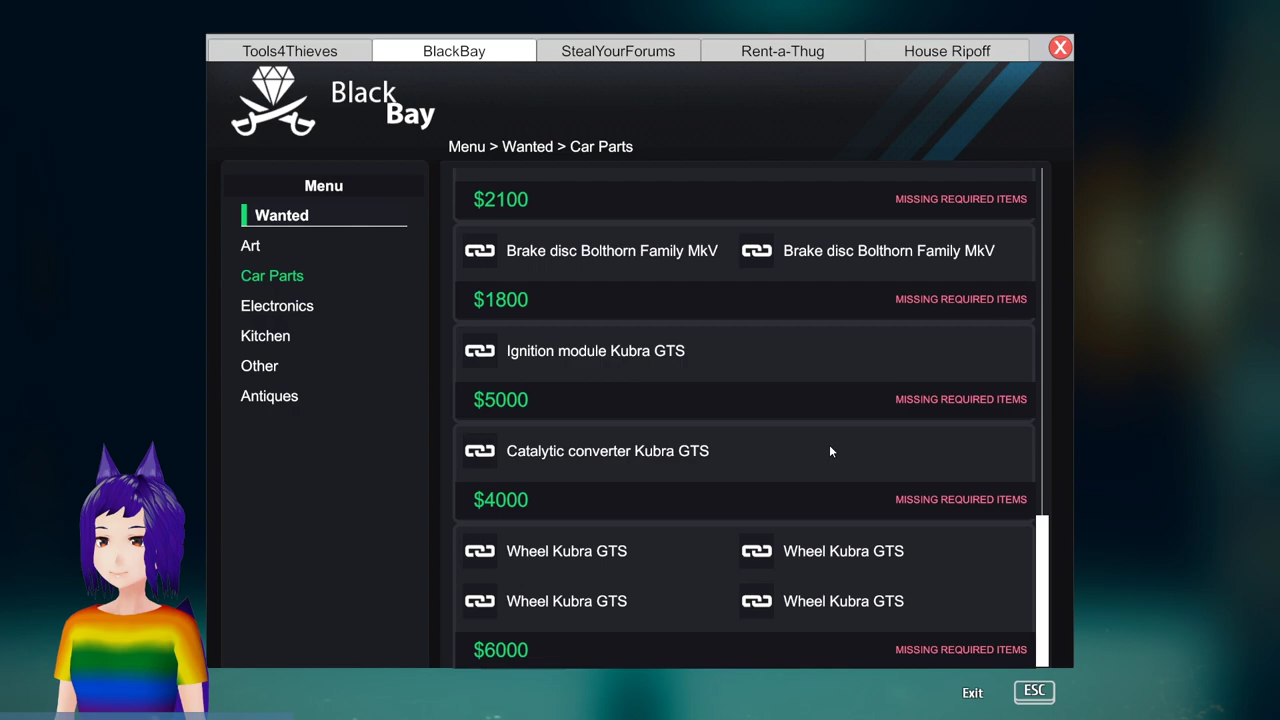 Tools4Thieves BlackBay StealYourForums Rent-a-Thug House Ripoff X
Black
Bay
Menu > Wanted > Car Parts
Menu
Wanted
Art
Car Parts
Electronics
Kitchen
Other
Antiques
$2100 MISSING REQUIRED ITEMS
Brake disc Bolthorn Family MkV Brake disc Bolthorn Family MkV
$1800 MISSING REQUIRED ITEMS
Ignition module Kubra GTS
$5000 MISSING REQUIRED ITEMS
Catalytic converter Kubra GTS
$4000 MISSING REQUIRED ITEMS
Wheel Kubra GTS Wheel Kubra GTS
Wheel Kubra GTS Wheel Kubra GTS
$6000 MISSING REQUIRED ITEMS
Exit ESC